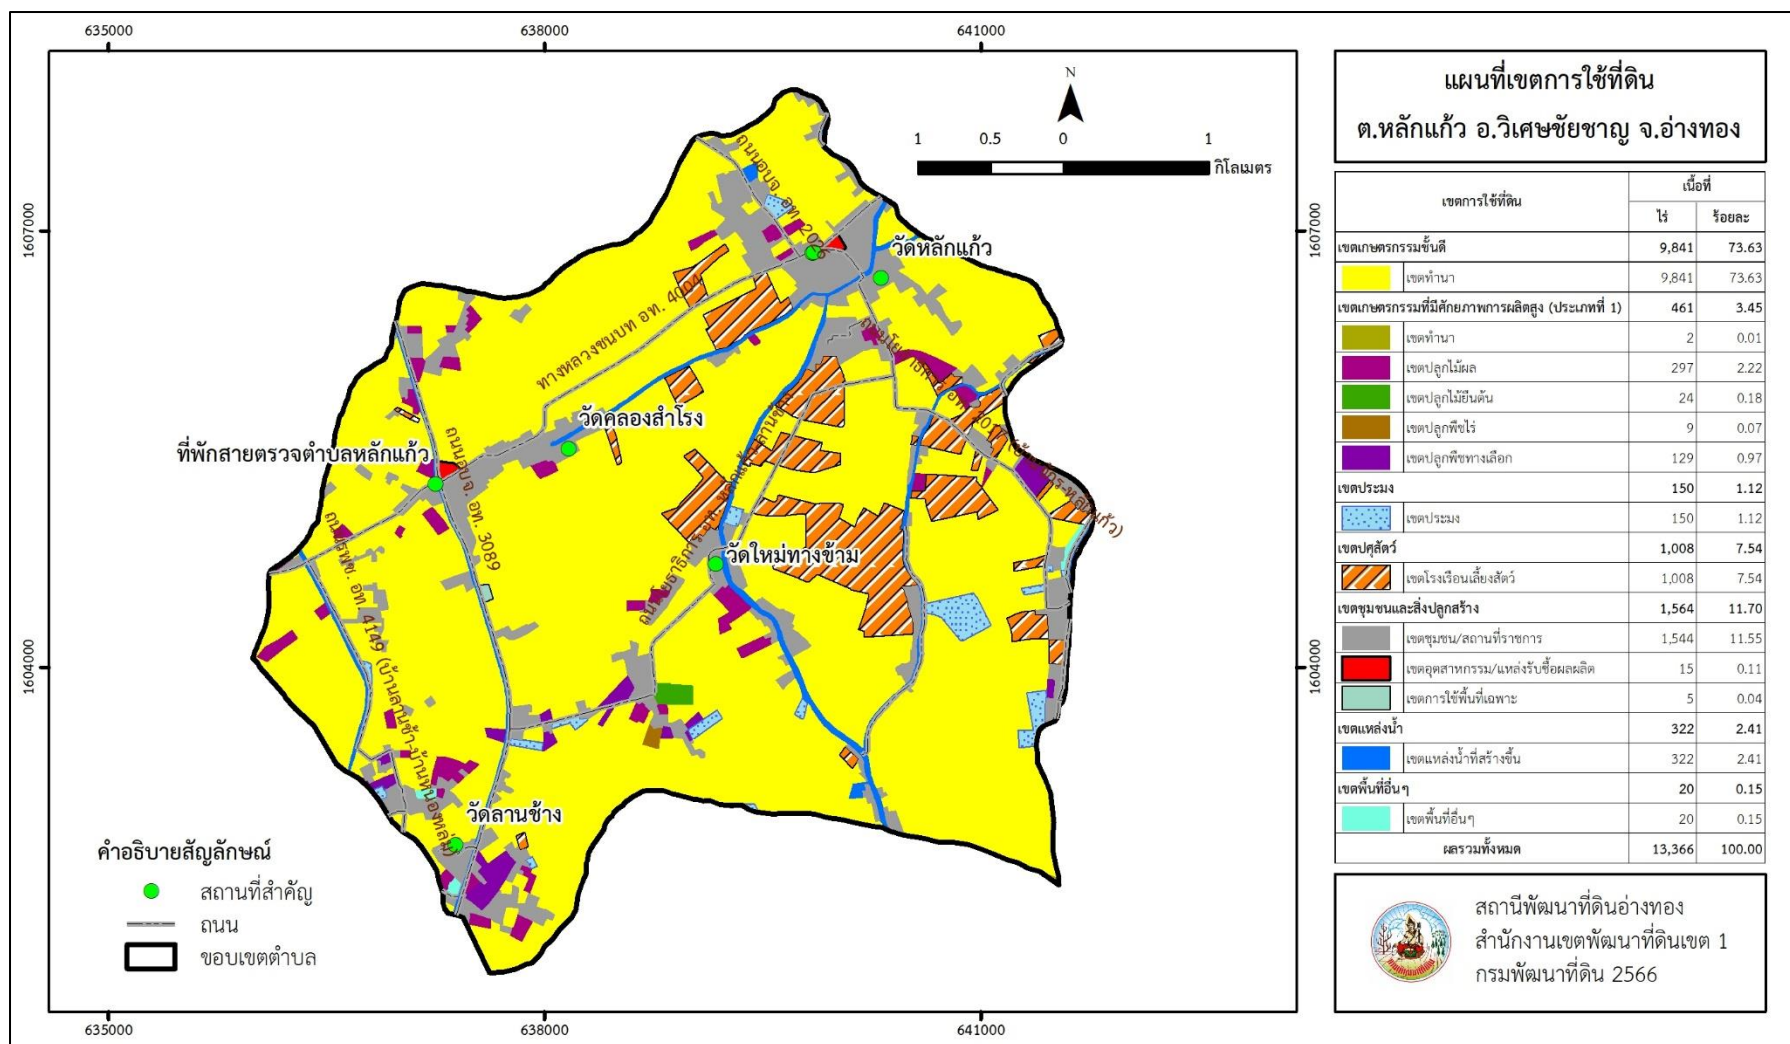 635000
638000
641000
1607000
1604000
1607000
1604000
635000
638000
641000
N
1 0.5 0 1
กิโลเมตร
ถนนอบจ. อท. 202
วัดหลักแก้ว
ทางหลวงชนบท อท. 4004
วัดคลองสำโรง
ที่พักสายตรวจตำบลหลักแก้ว
ถนนอบจ. อท. 3089
วัดใหม่ทางข้าม
วัดลานช้าง
คำอธิบายสัญลักษณ์
สถานที่สำคัญ
ถนน
ขอบเขตตำบล
แผนที่เขตการใช้ที่ดิน
ต.หลักแก้ว อ.วิเศษชัยชาญ จ.อ่างทอง
เขตการใช้ที่ดิน เนื้อที่
ไร่ ร้อยละ
เขตเกษตรกรรมชั้นดี 9,841 73.63
เขตทำนา 9,841 73.63
เขตเกษตรกรรมที่มีศักยภาพการผลิตสูง (ประเภทที่ 1) 461 3.45
เขตทำนา 2 0.01
เขตปลูกไม้ผล 297 2.22
เขตปลูกไม้ยืนต้น 24 0.18
เขตปลูกพืชไร่ 9 0.07
เขตปลูกพืชทางเลือก 129 0.97
เขตประมง 150 1.12
เขตประมง 150 1.12
เขตปศุสัตว์ 1,008 7.54
เขตโรงเรือนเลี้ยงสัตว์ 1,008 7.54
เขตชุมชนและสิ่งปลูกสร้าง 1,564 11.70
เขตชุมชน/สถานที่ราชการ 1,544 11.55
เขตอุตสาหกรรม/แหล่งรับซื้อผลผลิต 15 0.11
เขตการใช้พื้นที่เฉพาะ 5 0.04
เขตแหล่งน้ำ 322 2.41
เขตแหล่งน้ำที่สร้างขึ้น 322 2.41
เขตพื้นที่อื่นๆ 20 0.15
เขตพื้นที่อื่นๆ 20 0.15
ผลรวมทั้งหมด 13,366 100.00
สถานีพัฒนาที่ดินอ่างทอง
สำนักงานเขตพัฒนาที่ดินเขต 1
กรมพัฒนาที่ดิน 2566